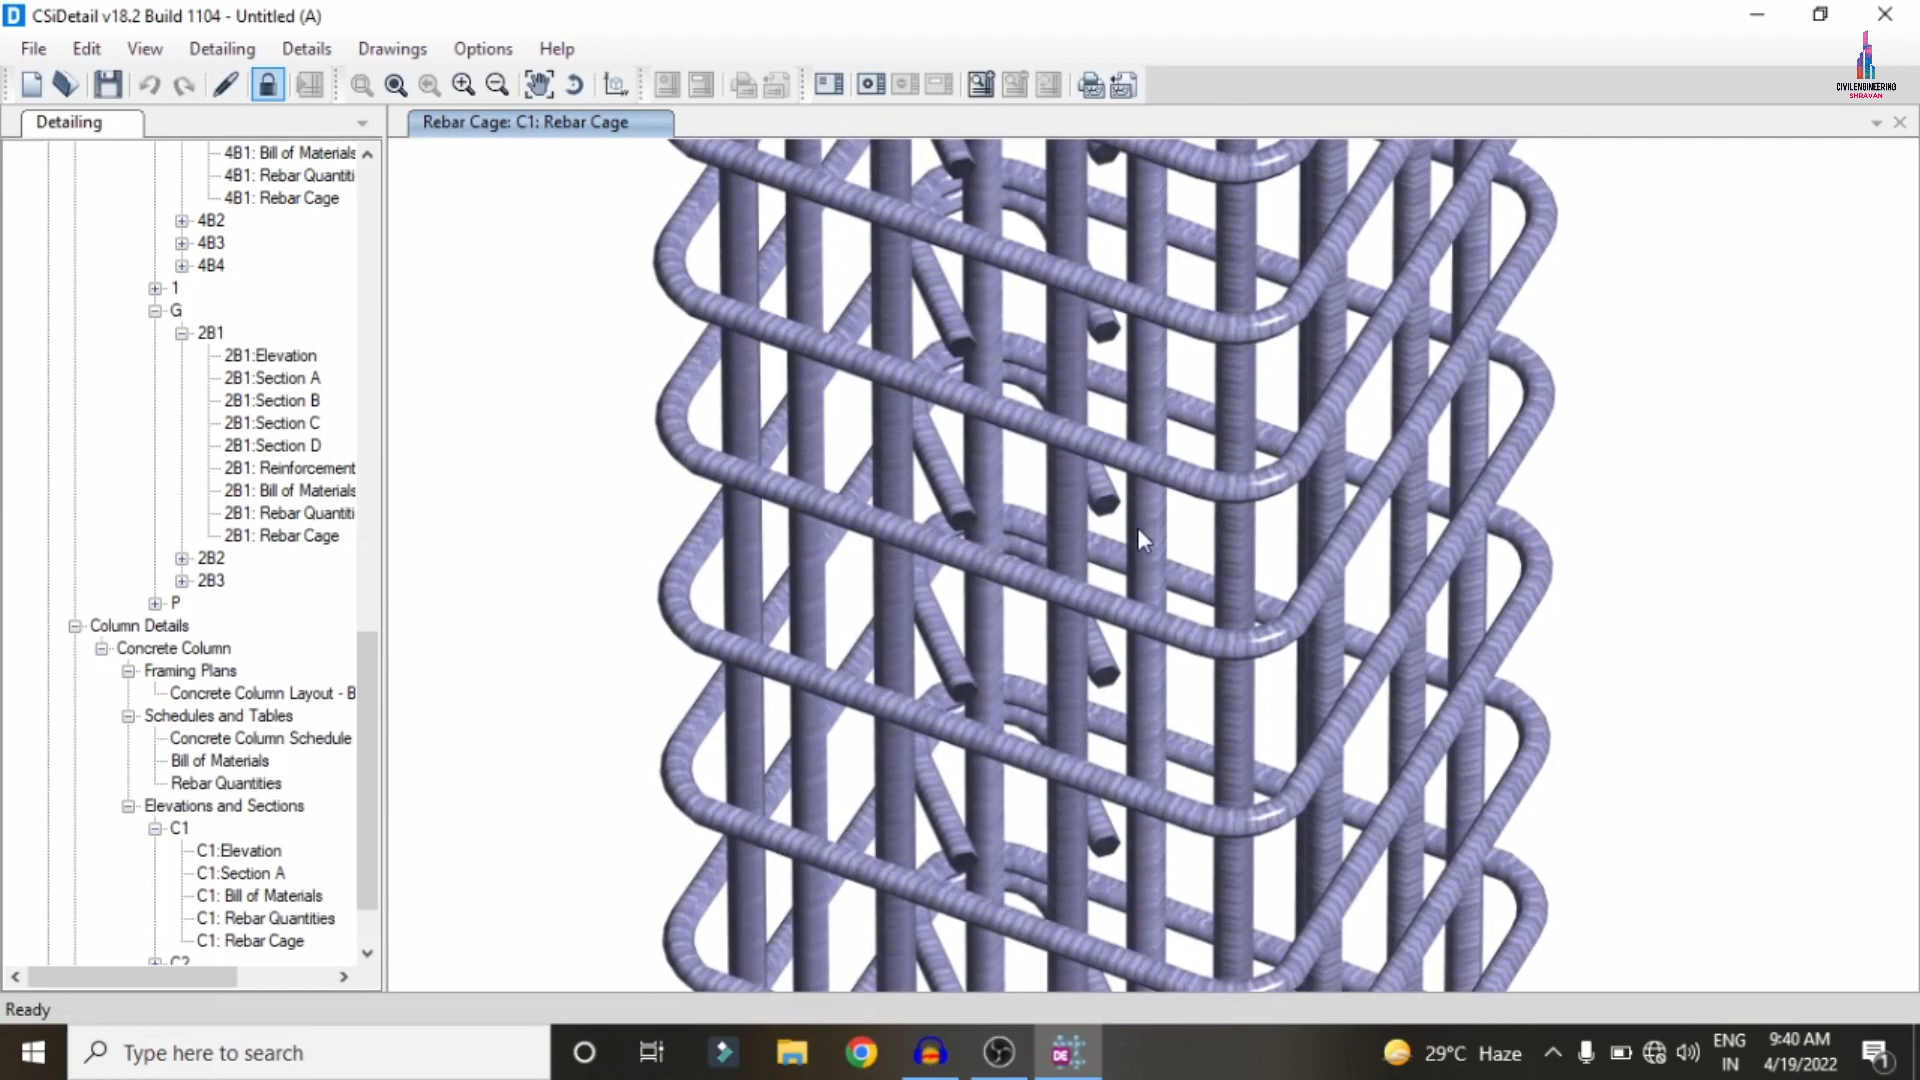 CSiDetail v18.2 Build 1104 - Untitled (A)
File Edit View Detailing Details Drawings Options Help
CIVILENGINEERING
SHRAVAN
Detailing
Rebar Cage: C1: Rebar Cage
4B1: Bill of Materials
4B1: Rebar Quantiti
4B1: Rebar Cage
4B2
4B3
4B4
1
G
2B1
2B1:Elevation
2B1:Section A
2B1:Section B
2B1:Section C
2B1:Section D
2B1: Reinforcement
2B1: Bill of Materials
2B1: Rebar Quantiti
2B1: Rebar Cage
2B2
2B3
P
Column Details
Concrete Column
Framing Plans
Concrete Column Layout - B
Schedules and Tables
Concrete Column Schedule
Bill of Materials
Rebar Quantities
Elevations and Sections
C1
C1:Elevation
C1:Section A
C1: Bill of Materials
C1: Rebar Quantities
C1: Rebar Cage
C2
Ready
Type here to search
DE
29°C Haze
ENG
IN
9:40 AM
4/19/2022
1